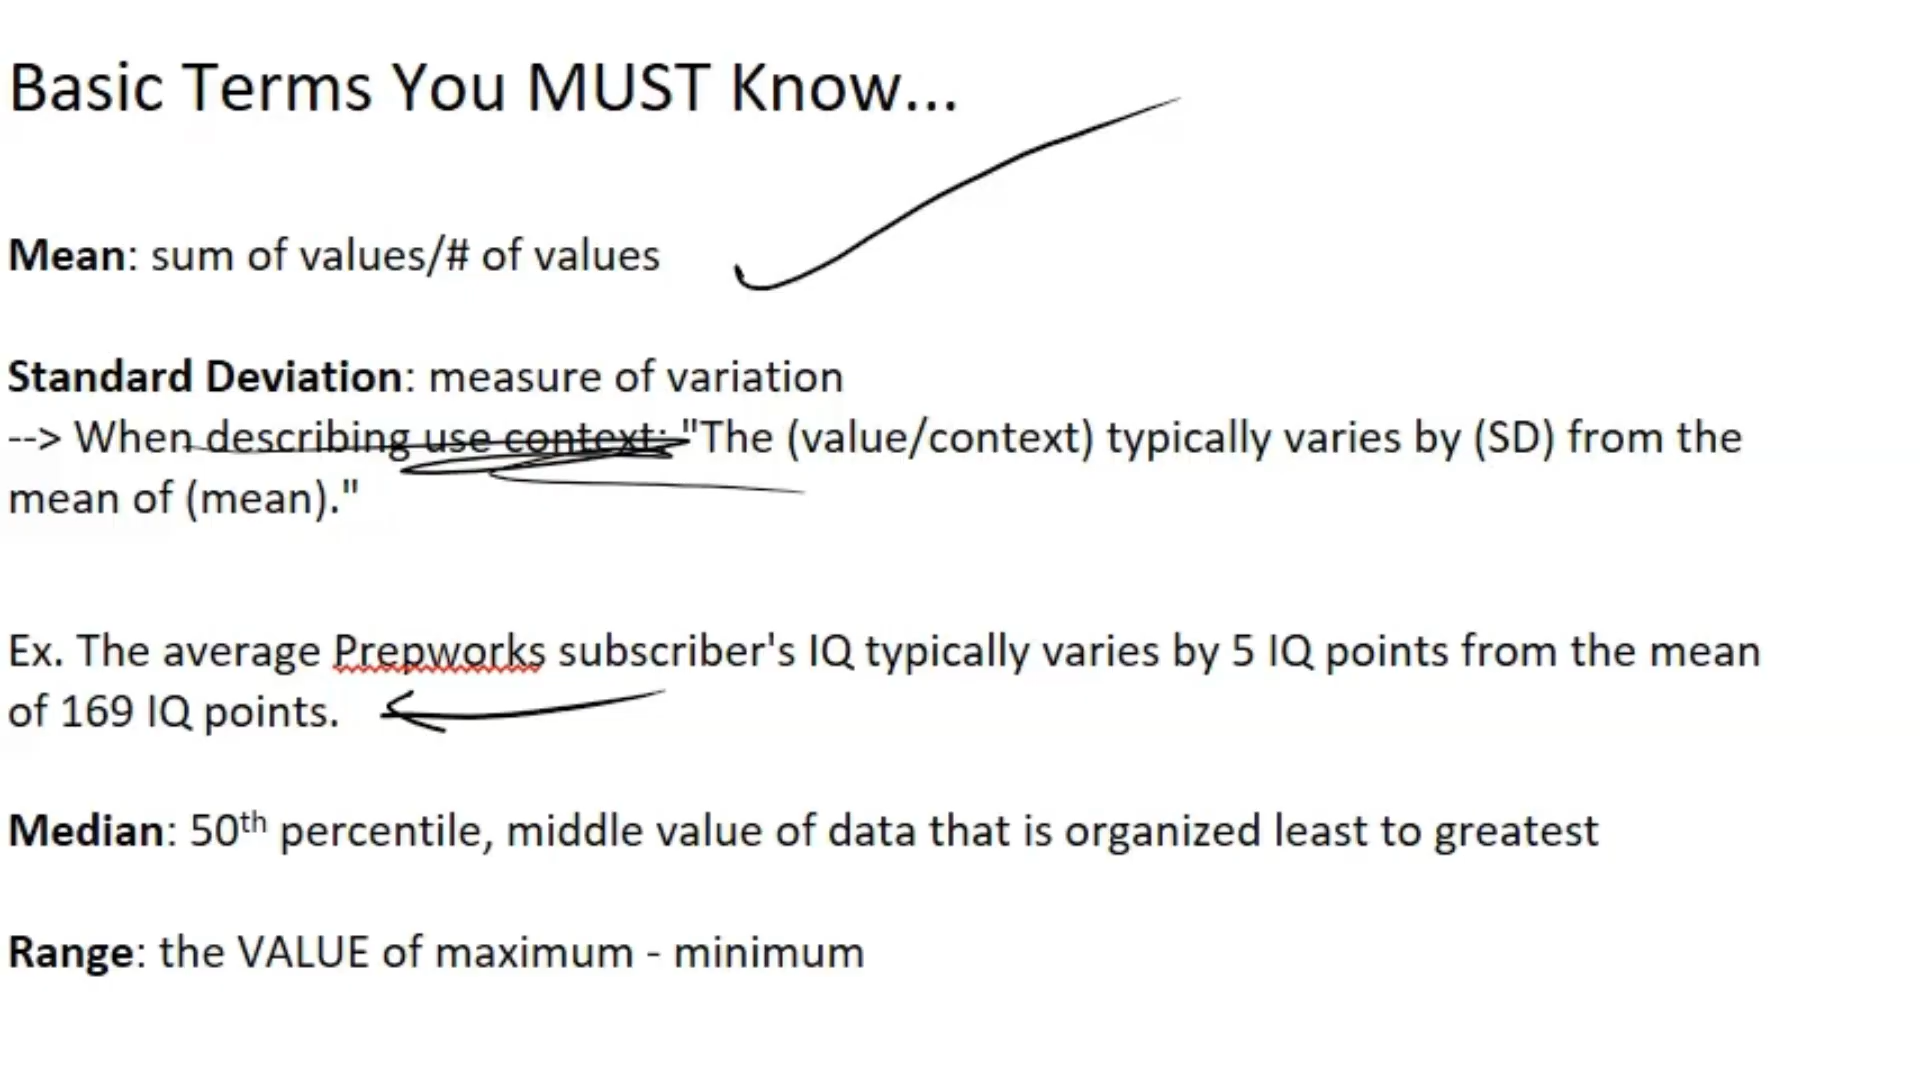 Basic Terms You MUST Know...
Mean: sum of values/# of values
Standard Deviation: measure of variation
--> When describing use context: "The (value/context) typically varies by (SD) from the
mean of (mean)."
Ex. The average Prepworks subscriber's IQ typically varies by 5 IQ points from the mean
of 169 IQ points.
Median: 50th percentile, middle value of data that is organized least to greatest
Range: the VALUE of maximum - minimum